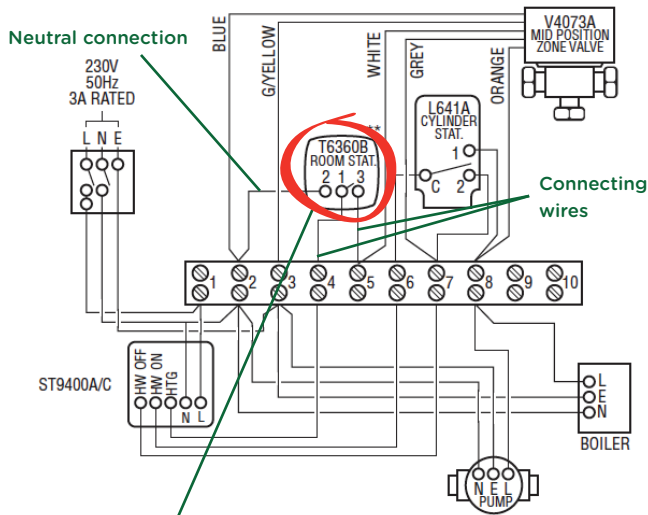 Neutral connection
230V
50Hz
3A RATED
L N E
BLUE
G/YELLOW
WHITE
GREY
ORANGE
V4073A
MID POSITION
ZONE VALVE
**
T6360B
ROOM STAT.
2 1 3
L641A
CYLINDER
STAT.
1
C 2
Connecting
wires
1 2 3 4 5 6 7 8 9 10
ST9400A/C
HW OFF
HW ON
HTG
N L
L
E
N
BOILER
N E L
PUMP